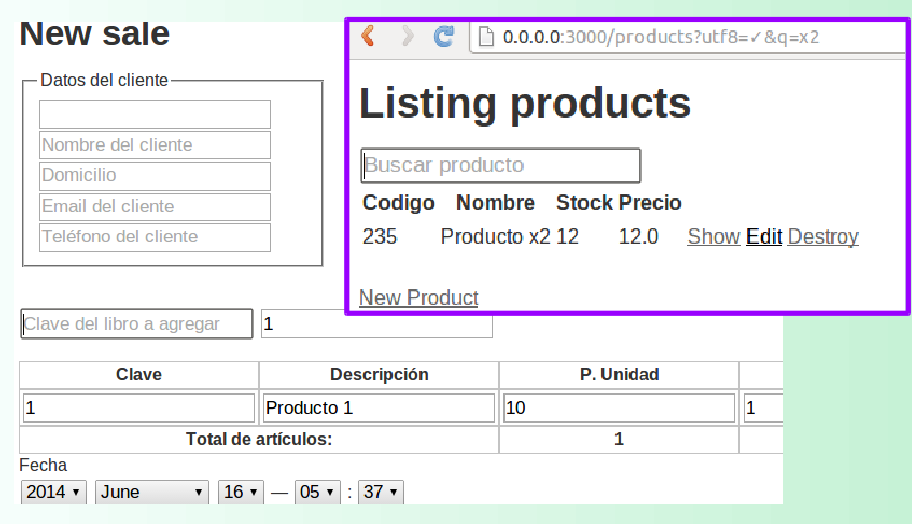 New sale
Datos del cliente
Nombre del cliente
Domicilio
Email del cliente
Teléfono del cliente
Clave del libro a agregar 1
Clave Descripción P. Unidad
1 Producto 1 10 1
Total de artículos: 1
Fecha
2014 June 16 — 05 : 37
0.0.0.0:3000/products?utf8=✓&q=x2
Listing products
Buscar producto
Codigo Nombre Stock Precio
235 Producto x2 12 12.0 Show Edit Destroy
New Product